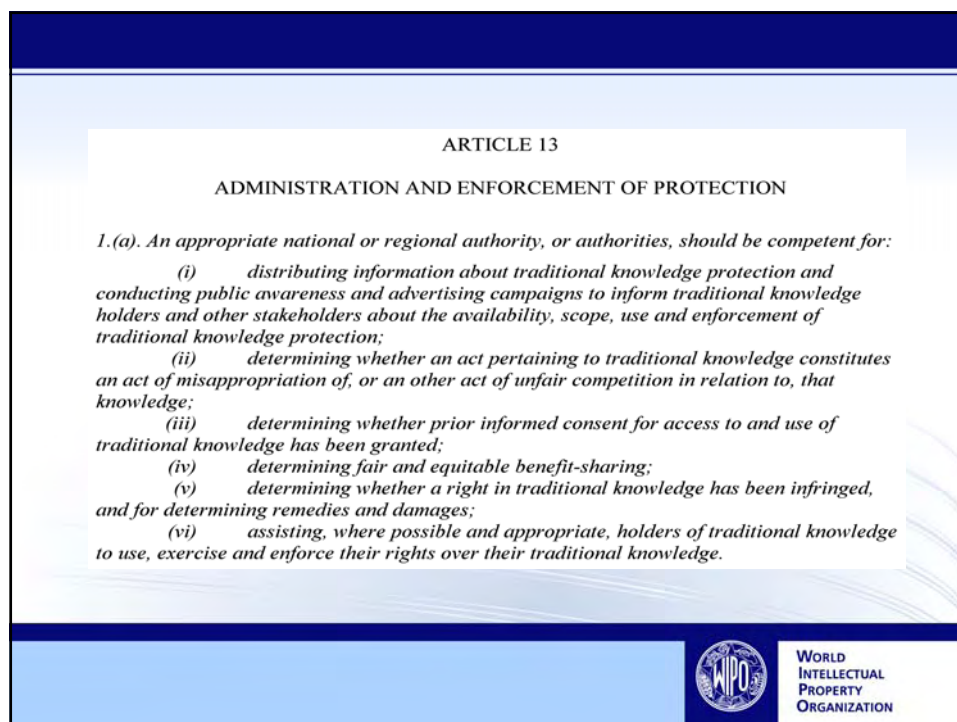 ARTICLE 13
ADMINISTRATION AND ENFORCEMENT OF PROTECTION
1.(a). An appropriate national or regional authority, or authorities, should be competent for:
(i) distributing information about traditional knowledge protection and
conducting public awareness and advertising campaigns to inform traditional knowledge
holders and other stakeholders about the availability, scope, use and enforcement of
traditional knowledge protection;
(ii) determining whether an act pertaining to traditional knowledge constitutes
an act of misappropriation of, or an other act of unfair competition in relation to, that
knowledge;
(iii) determining whether prior informed consent for access to and use of
traditional knowledge has been granted;
(iv) determining fair and equitable benefit-sharing;
(v) determining whether a right in traditional knowledge has been infringed,
and for determining remedies and damages;
(vi) assisting, where possible and appropriate, holders of traditional knowledge
to use, exercise and enforce their rights over their traditional knowledge.
WIPO
WORLD
INTELLECTUAL
PROPERTY
ORGANIZATION